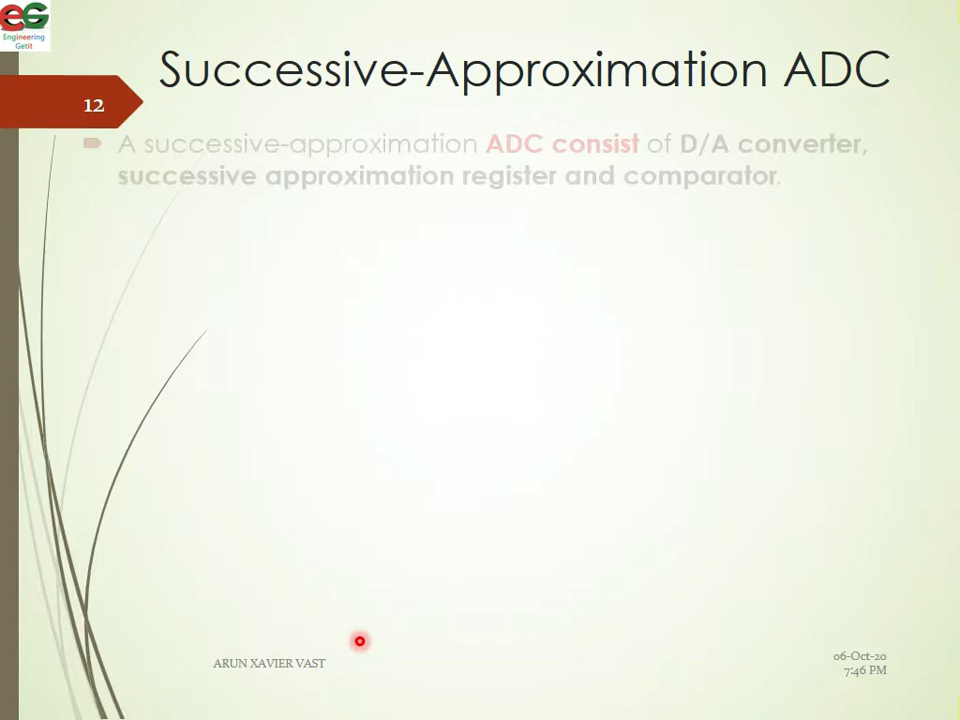 EG
Engineering
Getit
Successive-Approximation ADC
12
A successive-approximation ADC consist of D/A converter,
successive approximation register and comparator.
ARUN XAVIER VAST
06-Oct-20
7:46 PM